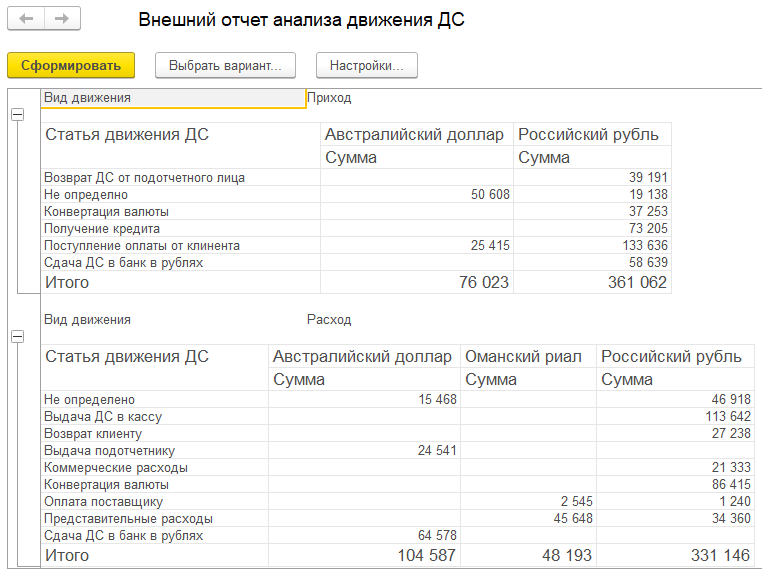 Внешний отчет анализа движения ДС
Сформировать Выбрать вариант... Настройки...
Вид движения Приход
Статья движения ДС Австралийский доллар Российский рубль
Сумма Сумма
Возврат ДС от подотчетного лица 39 191
Не определно 50 608 19 138
Конвертация валюты 37 253
Получение кредита 73 205
Поступление оплаты от клинента 25 415 133 636
Сдача ДС в банк в рублях 58 639
Итого 76 023 361 062
Вид движения Расход
Статья движения ДС Австралийский доллар Оманский риал Российский рубль
Сумма Сумма Сумма
Не определено 15 468 46 918
Выдача ДС в кассу 113 642
Возврат клиенту 27 238
Выдача подотчетнику 24 541
Коммерческие расходы 21 333
Конвертация валюты 86 415
Оплата поставщику 2 545 1 240
Представительные расходы 45 648 34 360
Сдача ДС в банк в рублях 64 578
Итого 104 587 48 193 331 146